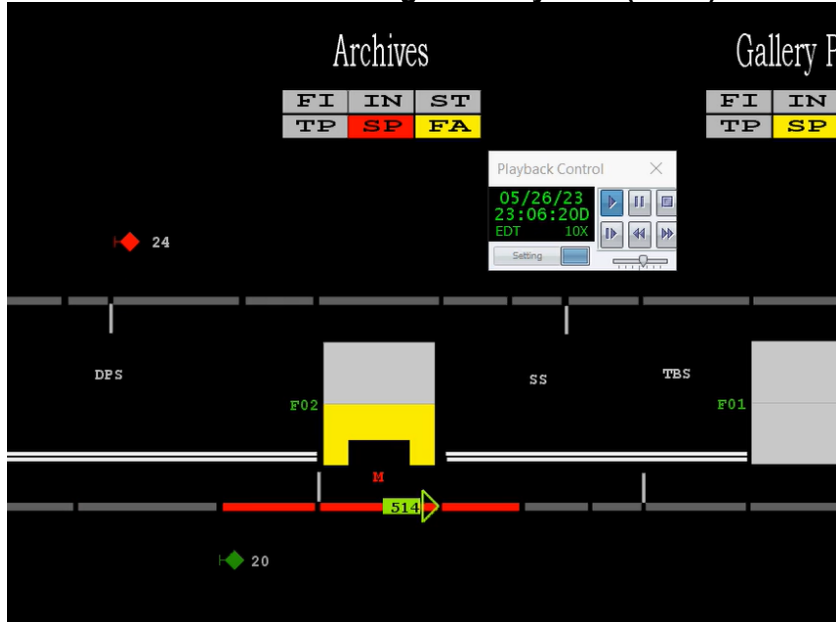 Archives
Gallery P
FI IN ST
FI IN
TP SP FA
TP SP
Playback Control
05/26/23
23:06:20D
EDT 10X
Setting
24
DPS
SS
TBS
F02
F01
M
514
20